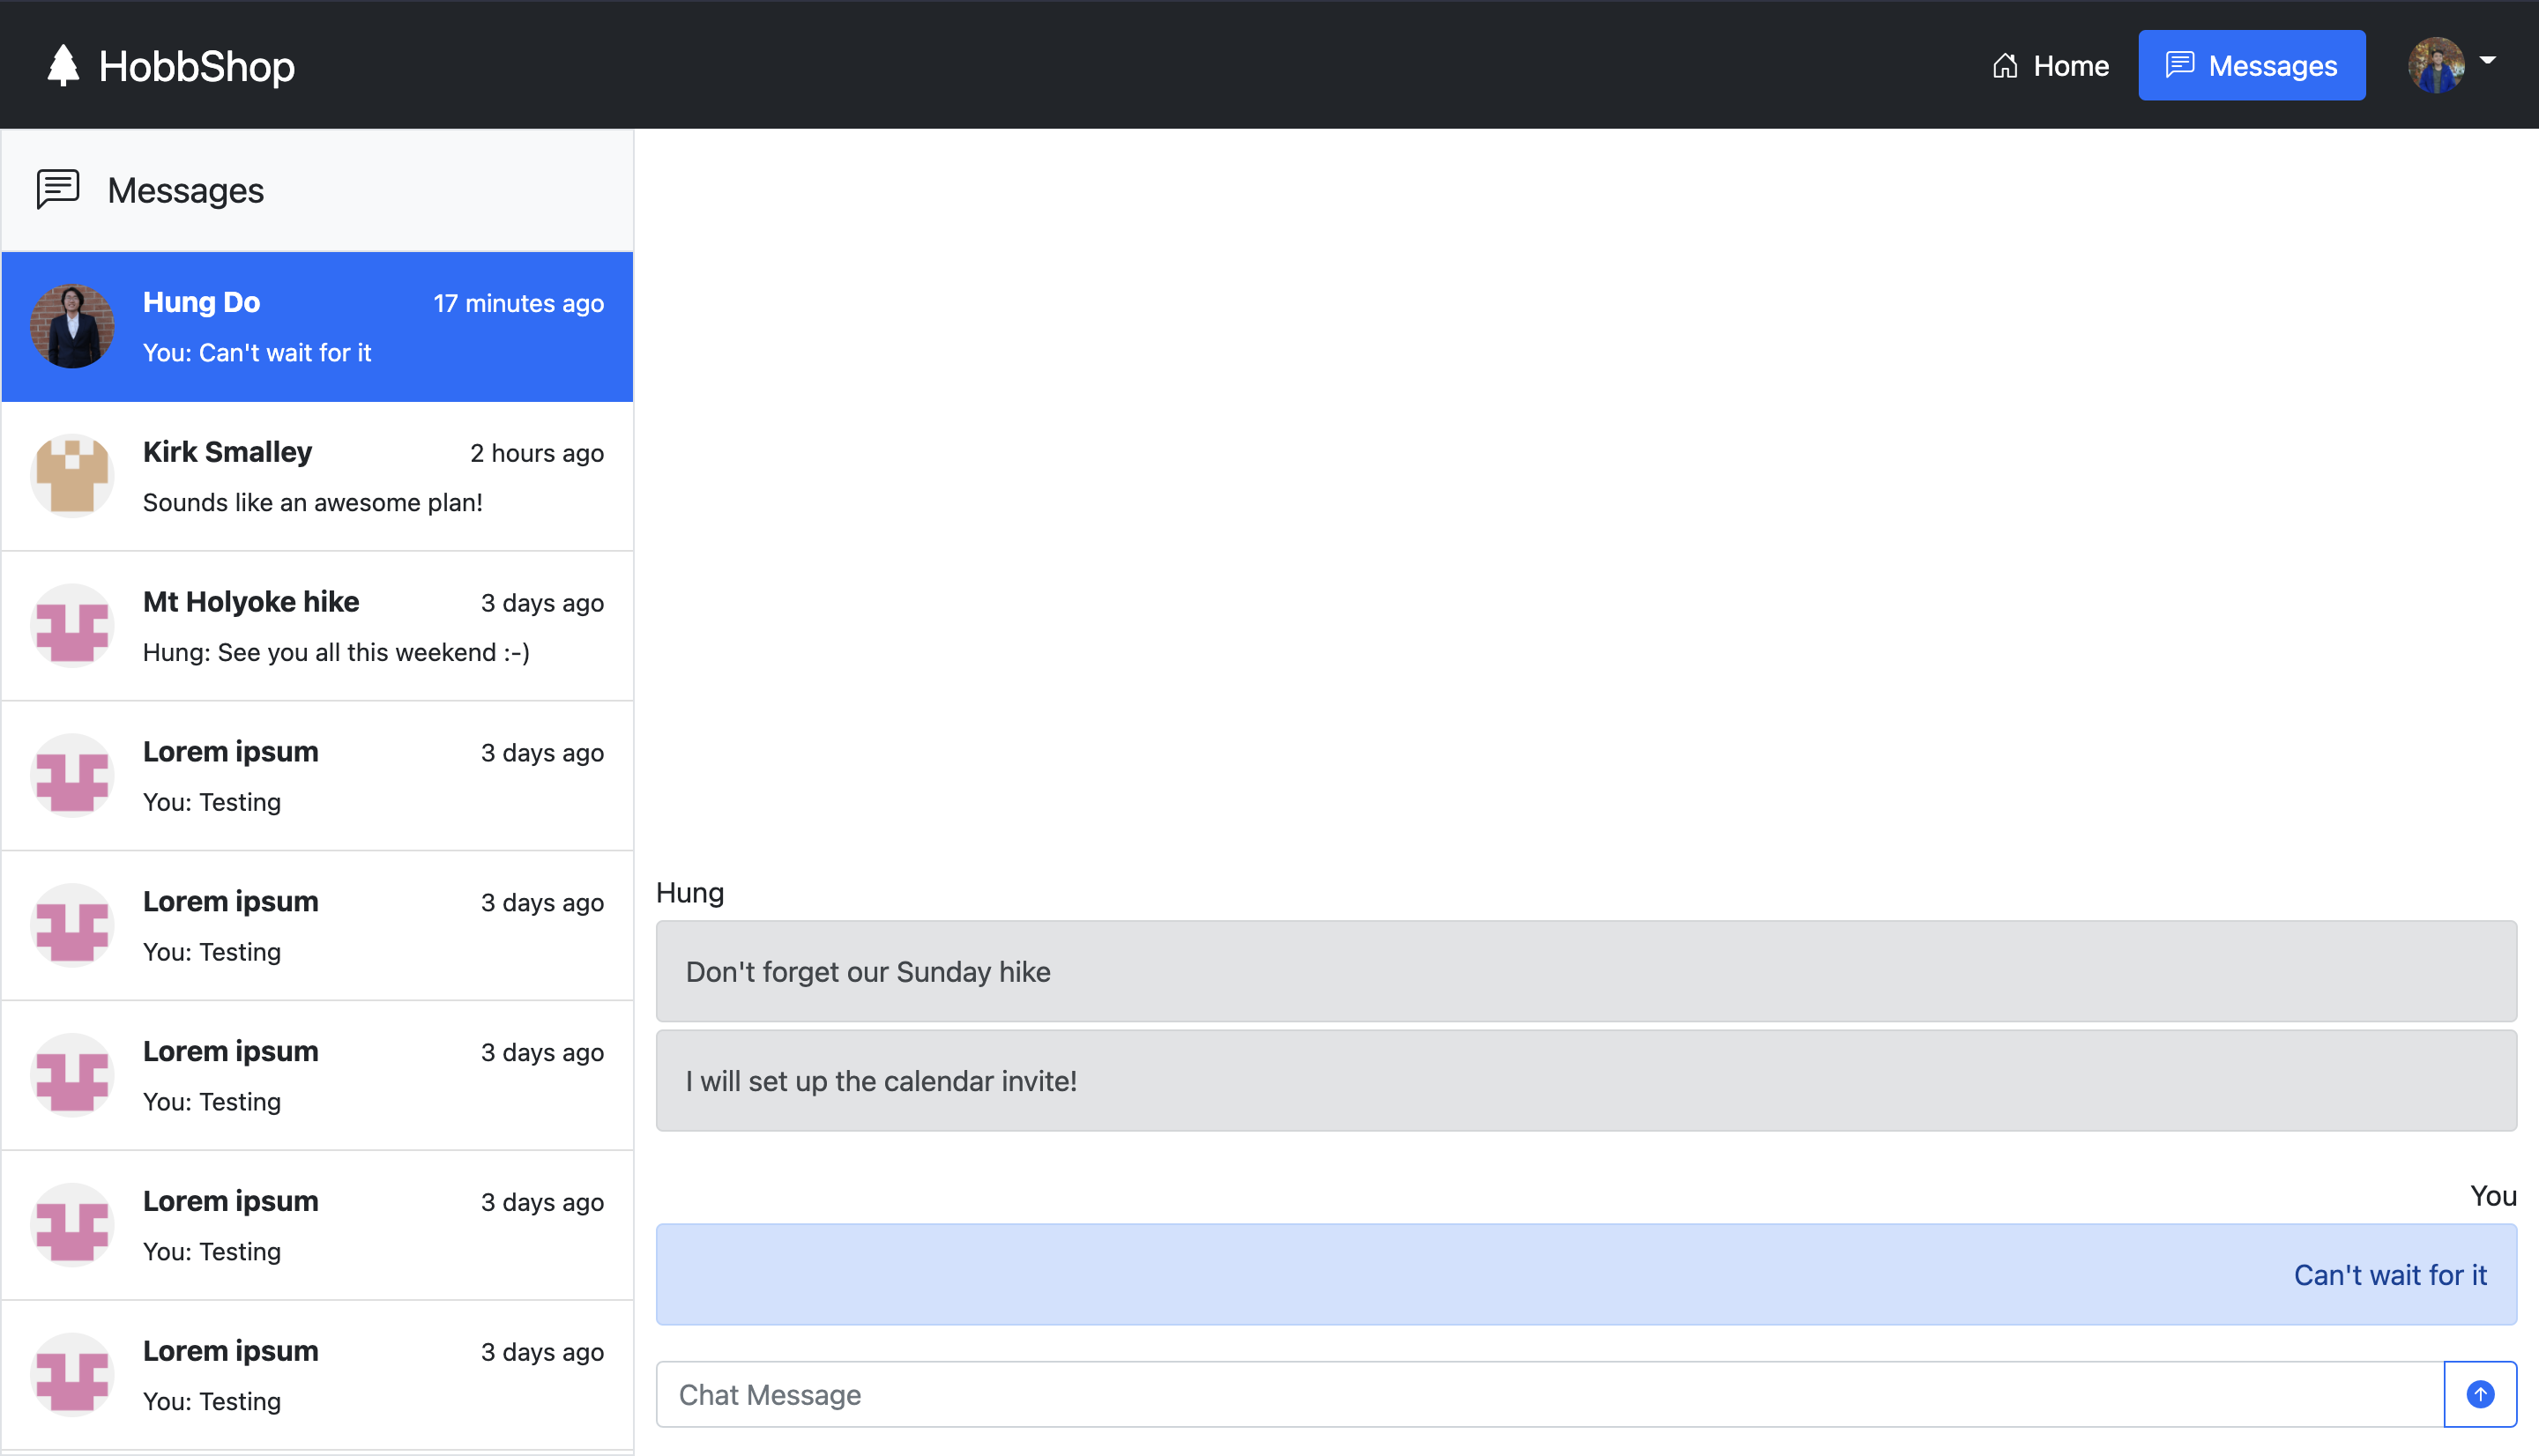 HobbShop
Home
Messages
Messages
Hung Do
17 minutes ago
You: Can't wait for it
Kirk Smalley
2 hours ago
Sounds like an awesome plan!
Mt Holyoke hike
3 days ago
Hung: See you all this weekend :-)
Lorem ipsum
3 days ago
You: Testing
Lorem ipsum
3 days ago
You: Testing
Lorem ipsum
3 days ago
You: Testing
Lorem ipsum
3 days ago
You: Testing
Lorem ipsum
3 days ago
You: Testing
Hung
Don't forget our Sunday hike
I will set up the calendar invite!
You
Can't wait for it
Chat Message